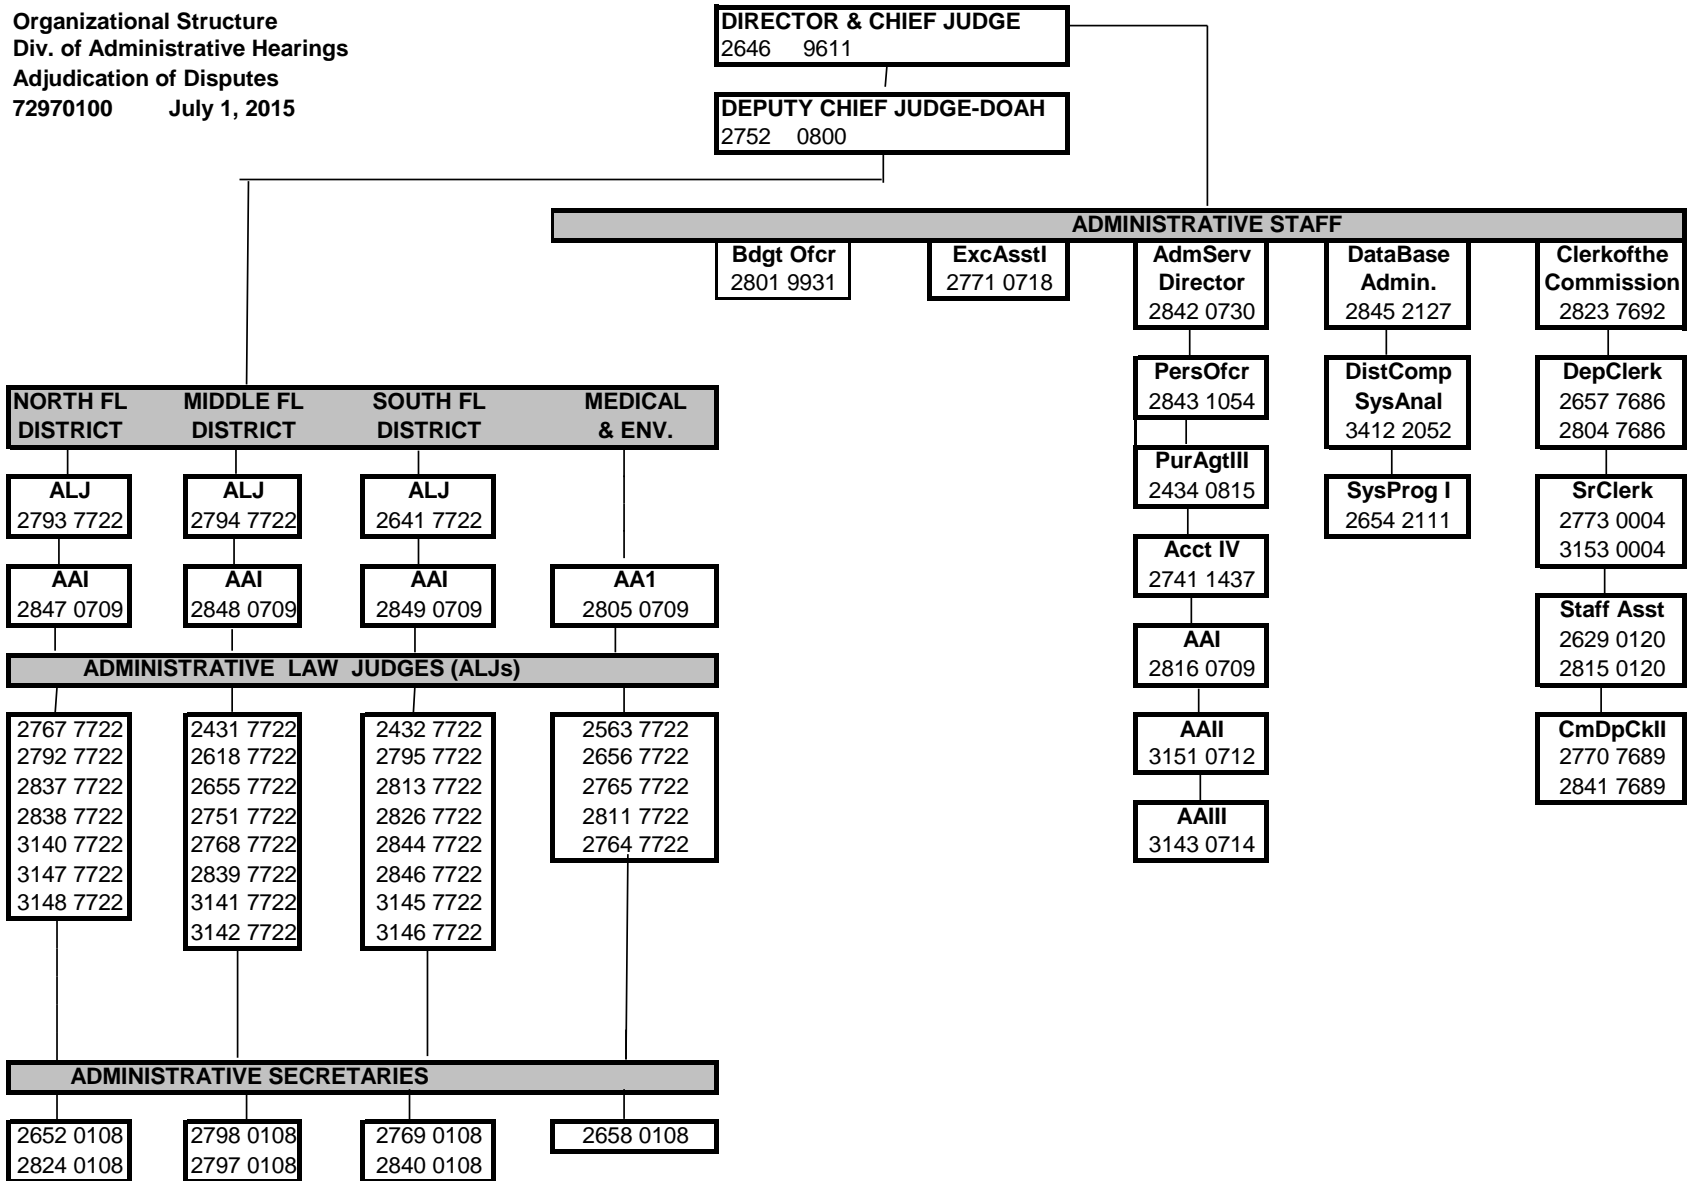 Organizational Structure
Div. of Administrative Hearings
Adjudication of Disputes
72970100 July 1, 2015
DIRECTOR & CHIEF JUDGE
2646 9611
DEPUTY CHIEF JUDGE-DOAH
2752 0800
ADMINISTRATIVE STAFF
Bdgt Ofcr
2801 9931
ExcAsstI
2771 0718
AdmServ
Director
2842 0730
PersOfcr
2843 1054
PurAgtIII
2434 0815
Acct IV
2741 1437
AAI
2816 0709
AAII
3151 0712
AAIII
3143 0714
DataBase
Admin.
2845 2127
DistComp
SysAnal
3412 2052
SysProg I
2654 2111
Clerkofthe
Commission
2823 7692
DepClerk
2657 7686
2804 7686
SrClerk
2773 0004
3153 0004
Staff Asst
2629 0120
2815 0120
CmDpCkII
2770 7689
2841 7689
NORTH FL
DISTRICT
MIDDLE FL
DISTRICT
SOUTH FL
DISTRICT
MEDICAL
& ENV.
ALJ
2793 7722
ALJ
2794 7722
ALJ
2641 7722
AAI
2847 0709
AAI
2848 0709
AAI
2849 0709
AA1
2805 0709
ADMINISTRATIVE LAW JUDGES (ALJs)
2767 7722
2792 7722
2837 7722
2838 7722
3140 7722
3147 7722
3148 7722
2431 7722
2618 7722
2655 7722
2751 7722
2768 7722
2839 7722
3141 7722
3142 7722
2432 7722
2795 7722
2813 7722
2826 7722
2844 7722
2846 7722
3145 7722
3146 7722
2563 7722
2656 7722
2765 7722
2811 7722
2764 7722
ADMINISTRATIVE SECRETARIES
2652 0108
2824 0108
2798 0108
2797 0108
2769 0108
2840 0108
2658 0108